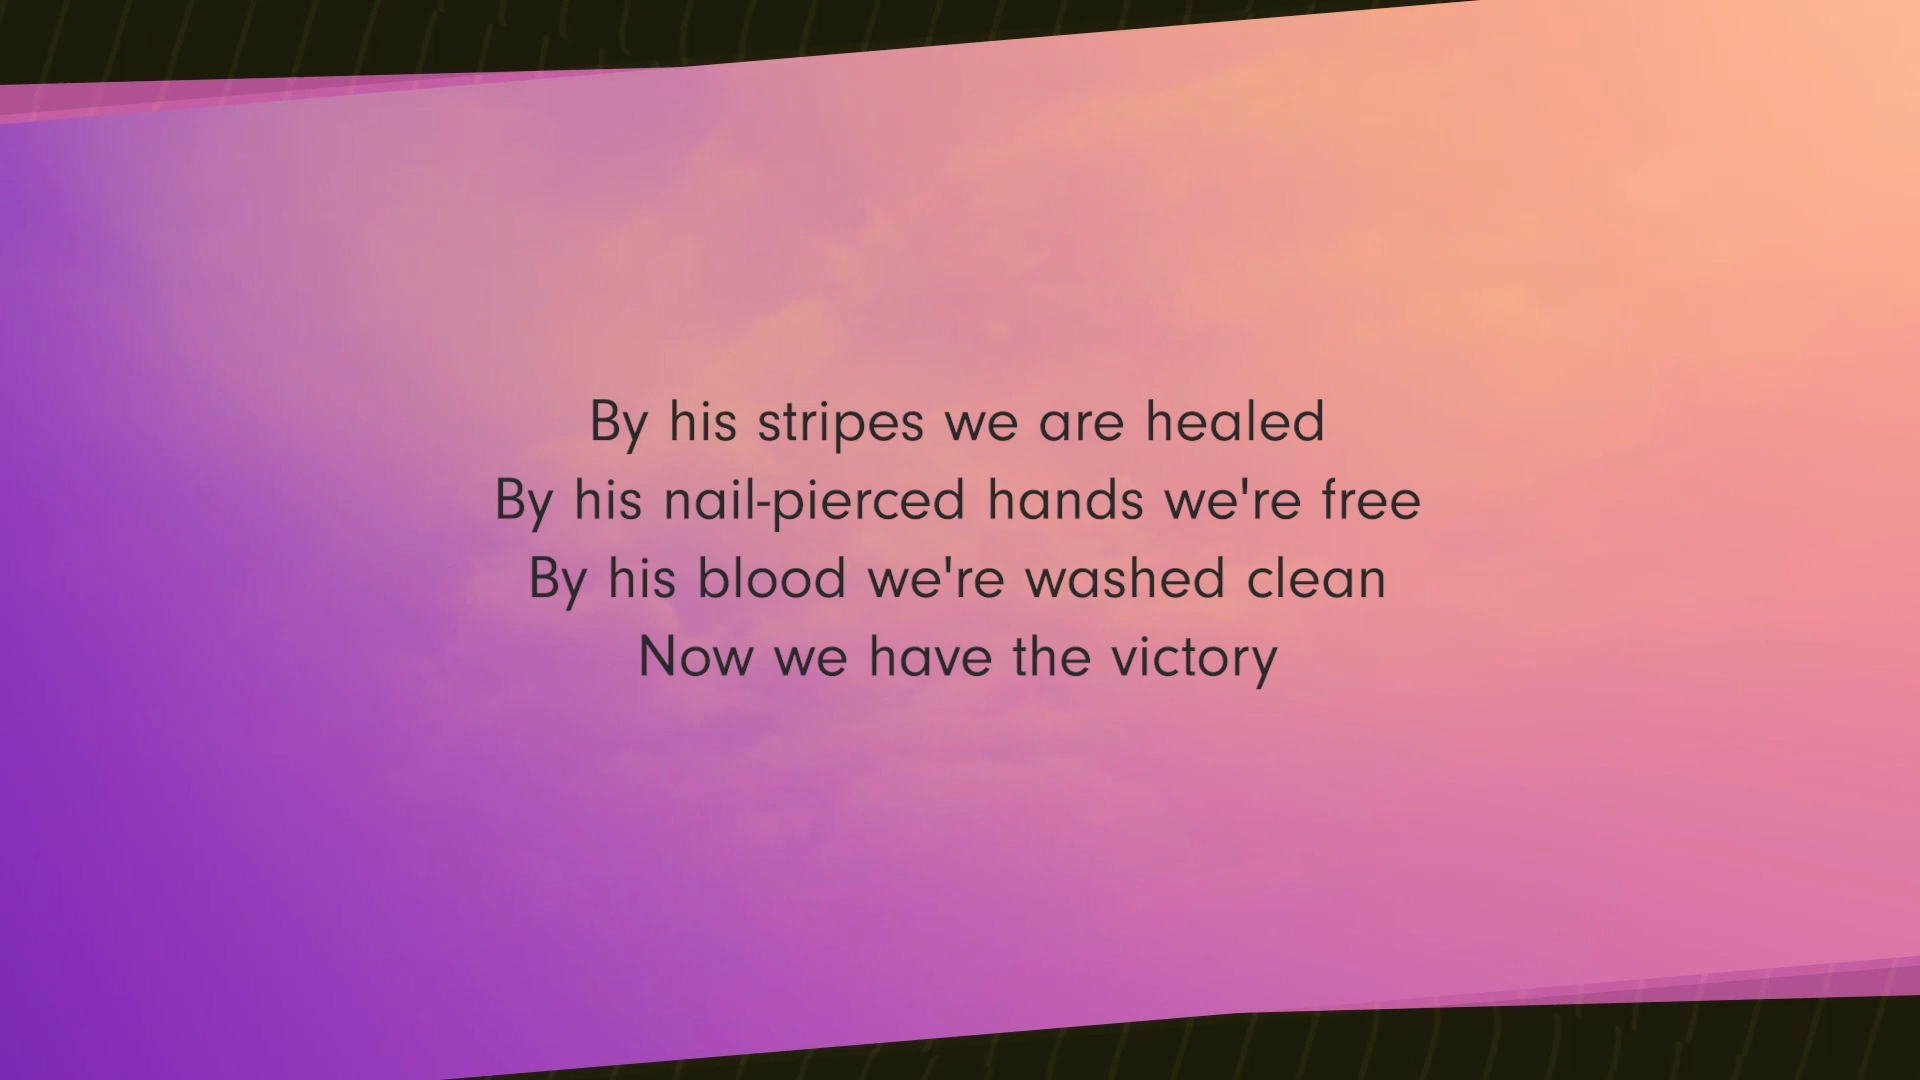 By his stripes we are healed
By his nail-pierced hands we're free
By his blood we're washed clean
Now we have the victory